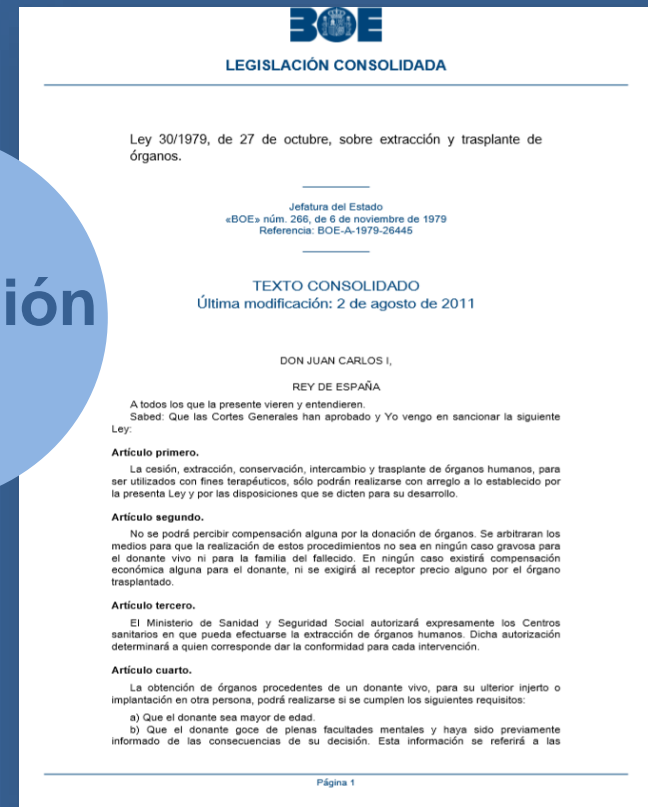 BOE
LEGISLACIÓN CONSOLIDADA
Ley 30/1979, de 27 de octubre, sobre extracción y trasplante de
órganos.
Jefatura del Estado
«BOE» núm. 266, de 6 de noviembre de 1979
Referencia: BOE-A-1979-26445
ión
TEXTO CONSOLIDADO
Última modificación: 2 de agosto de 2011
DON JUAN CARLOS I,
REY DE ESPAÑA
A todos los que la presente vieren y entendieren.
Sabed: Que las Cortes Generales han aprobado y Yo vengo en sancionar la siguiente
Ley:
Artículo primero.
La cesión, extracción, conservación, intercambio y trasplante de órganos humanos, para
ser utilizados con fines terapéuticos, sólo podrán realizarse con arreglo a lo establecido por
la presenta Ley y por las disposiciones que se dicten para su desarrollo.
Artículo segundo.
No se podrá percibir compensación alguna por la donación de órganos. Se arbitraran los
medios para que la realización de estos procedimientos no sea en ningún caso gravosa para
el donante vivo ni para la familia del fallecido. En ningún caso existirá compensación
económica alguna para el donante, ni se exigirá al receptor precio alguno por el órgano
trasplantado.
Artículo tercero.
El Ministerio de Sanidad y Seguridad Social autorizará expresamente los Centros
sanitarios en que pueda efectuarse la extracción de órganos humanos. Dicha autorización
determinará a quien corresponde dar la conformidad para cada intervención.
Artículo cuarto.
La obtención de órganos procedentes de un donante vivo, para su ulterior injerto o
implantación en otra persona, podrá realizarse si se cumplen los siguientes requisitos:
a) Que el donante sea mayor de edad.
b) Que el donante goce de plenas facultades mentales y haya sido previamente
informado de las consecuencias de su decisión. Esta información se referirá a las
Página 1